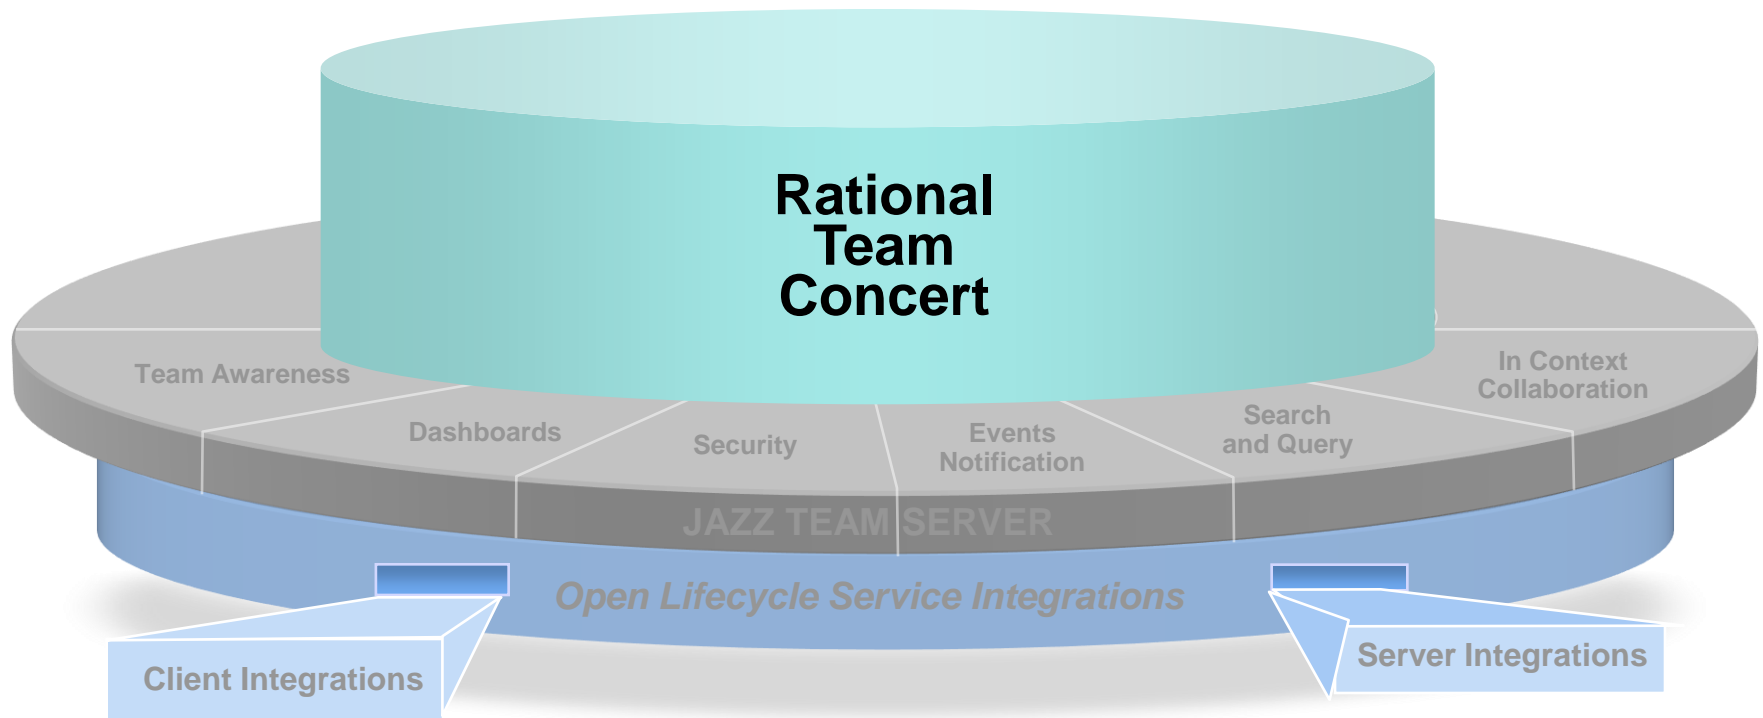 Rational
Team
Concert
Team Awareness
Dashboards
Security
Events
Notification
Search
and Query
In Context
Collaboration
JAZZ TEAM SERVER
Open Lifecycle Service Integrations
Client Integrations
Server Integrations